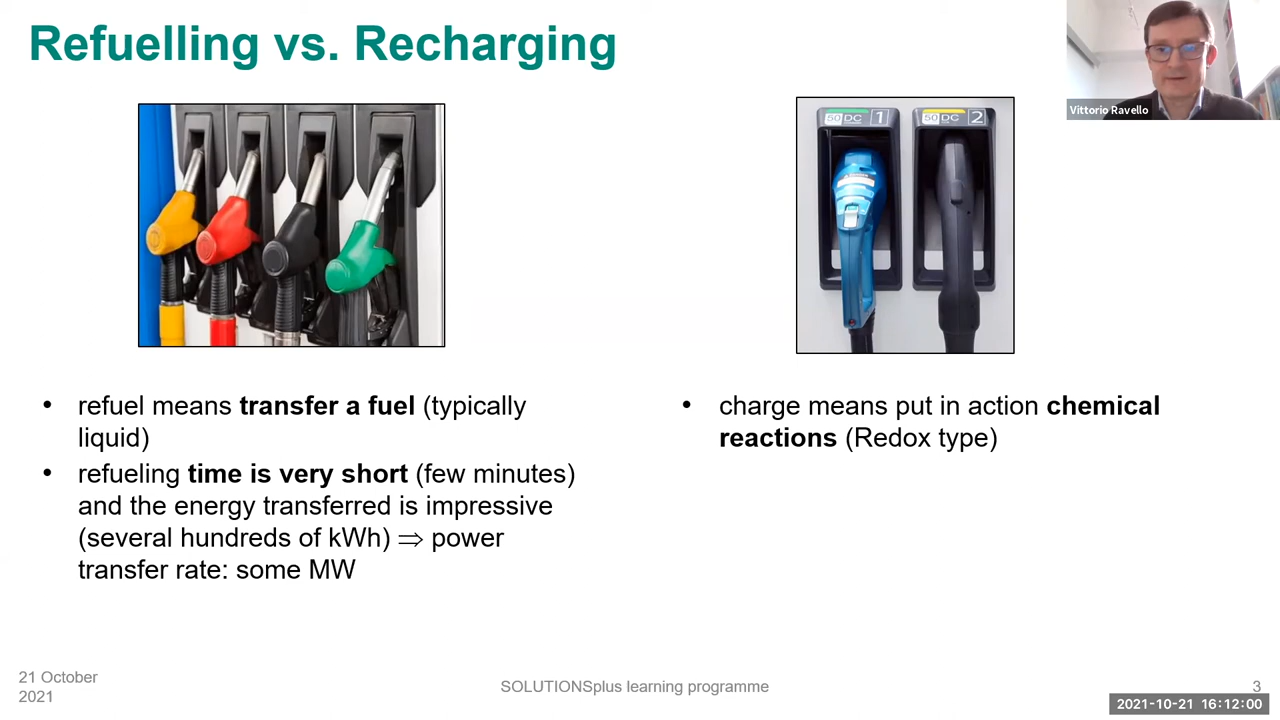 Refuelling vs. Recharging
Vittorio Ravello
50 DC 1
50 DC 2
• refuel means transfer a fuel (typically
liquid)
• refueling time is very short (few minutes)
and the energy transferred is impressive
(several hundreds of kWh) ⇒ power
transfer rate: some MW
• charge means put in action chemical
reactions (Redox type)
21 October
2021
SOLUTIONSplus learning programme
3
2021-10-21 16:12:00